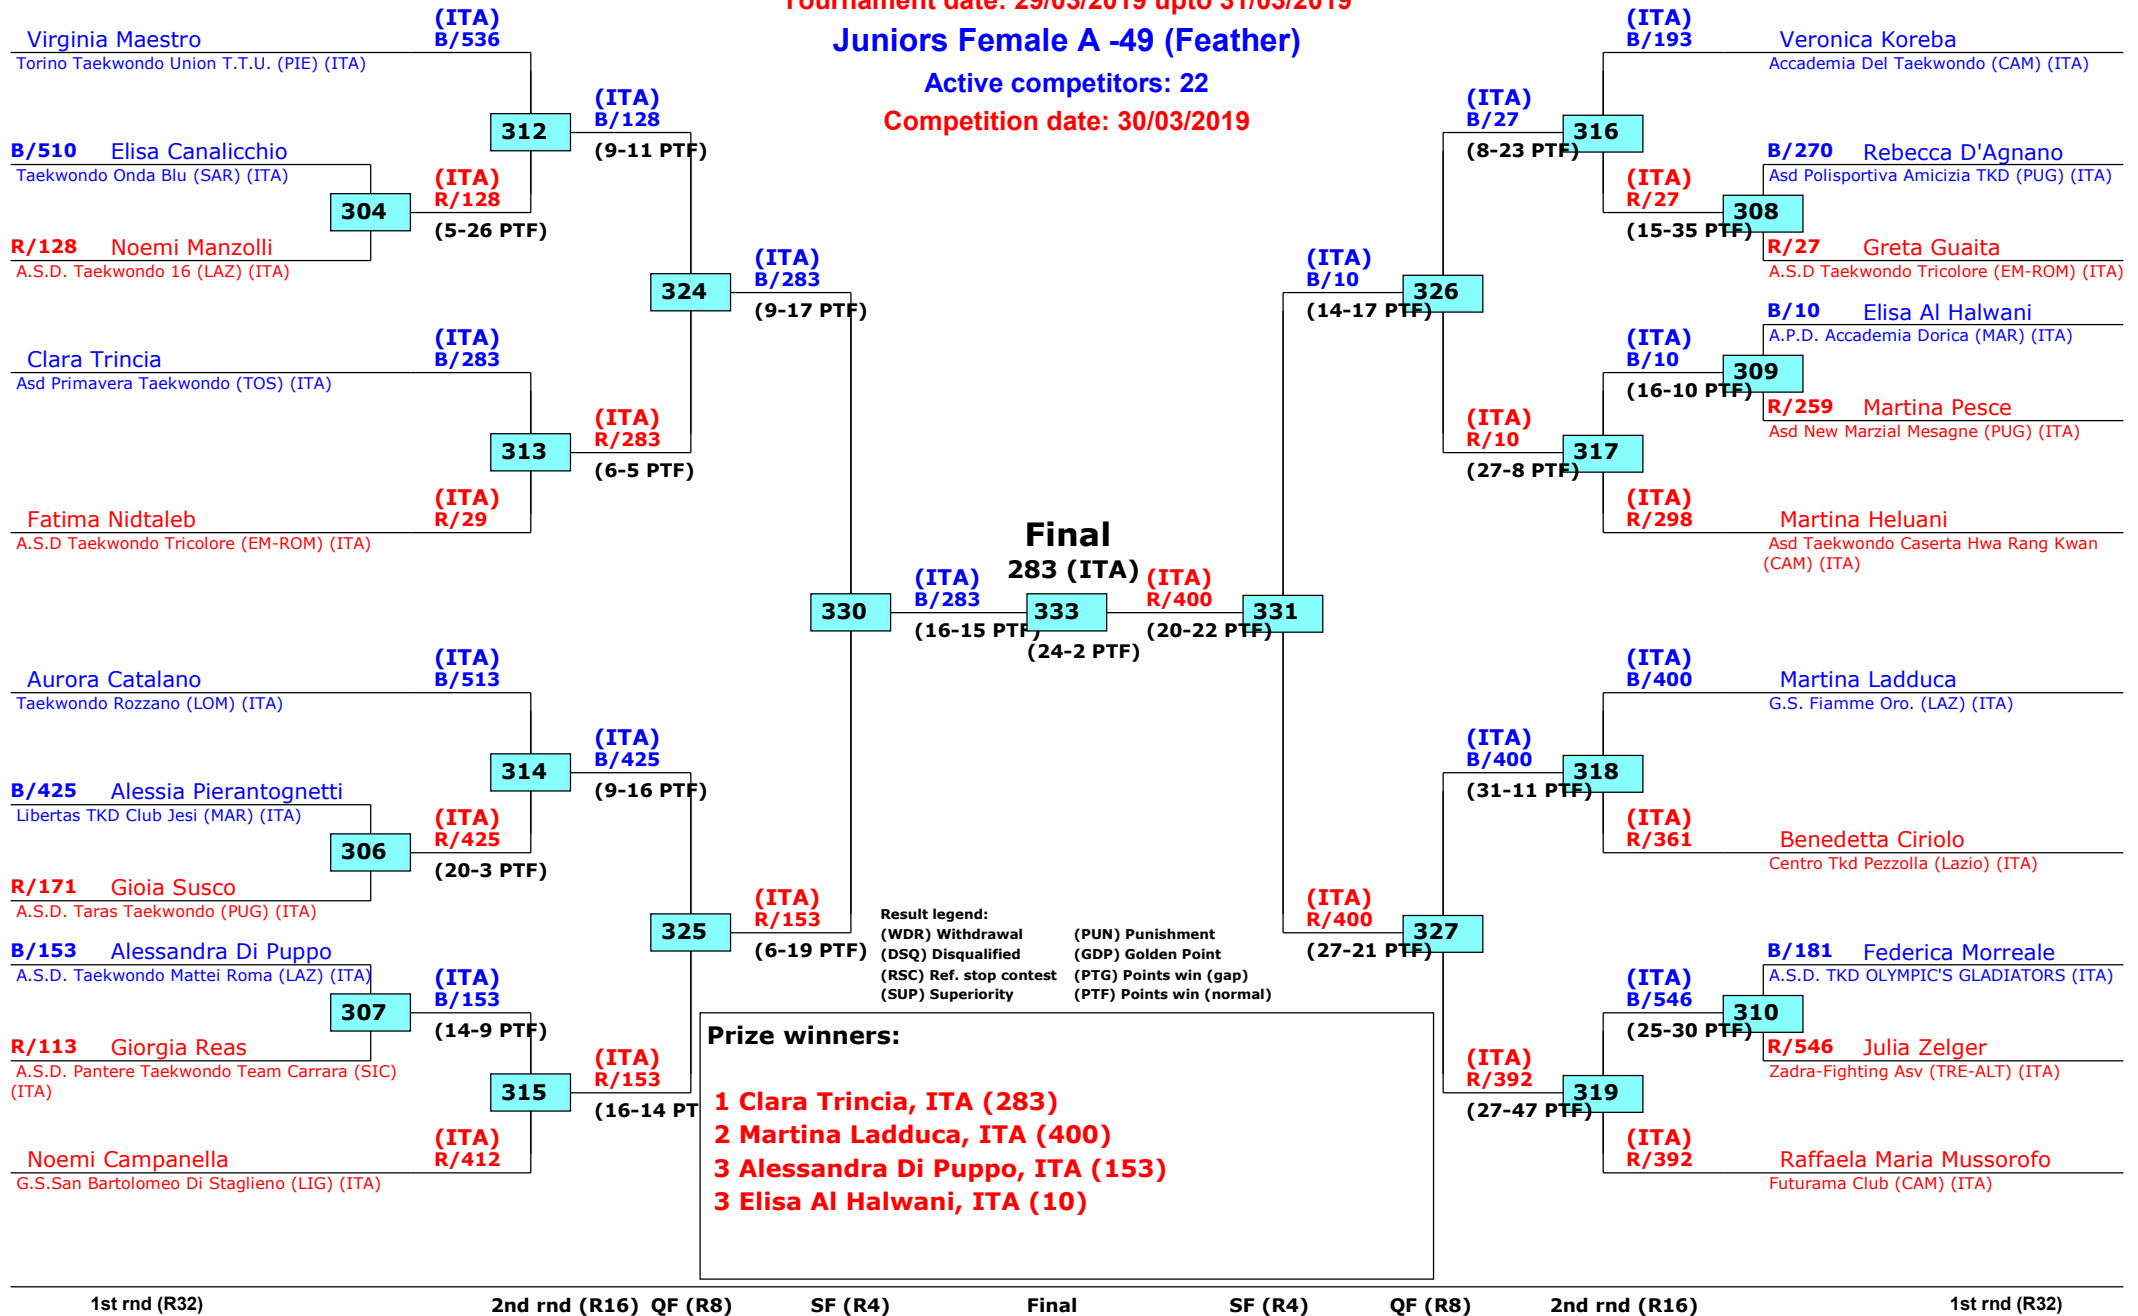 Tournament date: 29/03/2019 upto 31/03/2019
Juniors Female A -49 (Feather)
Active competitors: 22
Competition date: 30/03/2019
Virginia Maestro
(ITA)
B/536
Torino Taekwondo Union T.T.U. (PIE) (ITA)
312
(ITA)
B/128
(9-11 PTF)
B/510 Elisa Canalicchio
Taekwondo Onda Blu (SAR) (ITA)
304
(ITA)
R/128
(5-26 PTF)
R/128 Noemi Manzolli
A.S.D. Taekwondo 16 (LAZ) (ITA)
324
(ITA)
B/283
(9-17 PTF)
Clara Trincia
(ITA)
B/283
Asd Primavera Taekwondo (TOS) (ITA)
313
(ITA)
R/283
(6-5 PTF)
Fatima Nidtaleb
(ITA)
R/29
A.S.D Taekwondo Tricolore (EM-ROM) (ITA)
330
(ITA)
B/283
(16-15 PTF)
Aurora Catalano
(ITA)
B/513
Taekwondo Rozzano (LOM) (ITA)
314
(ITA)
B/425
(9-16 PTF)
B/425 Alessia Pierantognetti
Libertas TKD Club Jesi (MAR) (ITA)
306
(ITA)
R/425
(20-3 PTF)
R/171 Gioia Susco
A.S.D. Taras Taekwondo (PUG) (ITA)
325
(ITA)
R/153
(6-19 PTF)
B/153 Alessandra Di Puppo
A.S.D. Taekwondo Mattei Roma (LAZ) (ITA)
307
(ITA)
B/153
(14-9 PTF)
R/113 Giorgia Reas
A.S.D. Pantere Taekwondo Team Carrara (SIC)
(ITA)
315
(ITA)
R/153
(16-14 PT
Noemi Campanella
(ITA)
R/412
G.S.San Bartolomeo Di Staglieno (LIG) (ITA)
Final
283 (ITA)
333
(24-2 PTF)
(ITA)
R/400
(20-22 PTF)
331
(ITA)
B/193
Veronica Koreba
Accademia Del Taekwondo (CAM) (ITA)
(ITA)
B/27
(8-23 PTF)
316
B/270 Rebecca D'Agnano
Asd Polisportiva Amicizia TKD (PUG) (ITA)
(ITA)
R/27
(15-35 PTF)
308
R/27 Greta Guaita
A.S.D Taekwondo Tricolore (EM-ROM) (ITA)
(ITA)
B/10
(14-17 PTF)
326
B/10 Elisa Al Halwani
A.P.D. Accademia Dorica (MAR) (ITA)
(ITA)
B/10
(16-10 PTF)
309
R/259 Martina Pesce
Asd New Marzial Mesagne (PUG) (ITA)
(ITA)
R/10
(27-8 PTF)
317
(ITA)
R/298
Martina Heluani
Asd Taekwondo Caserta Hwa Rang Kwan
(CAM) (ITA)
(ITA)
B/400
Martina Ladduca
G.S. Fiamme Oro. (LAZ) (ITA)
(ITA)
B/400
(31-11 PTF)
318
(ITA)
R/361
Benedetta Ciriolo
Centro Tkd Pezzolla (Lazio) (ITA)
(ITA)
R/400
(27-21 PTF)
327
B/181 Federica Morreale
A.S.D. TKD OLYMPIC'S GLADIATORS (ITA)
(ITA)
B/546
(25-30 PTF)
310
R/546 Julia Zelger
Zadra-Fighting Asv (TRE-ALT) (ITA)
(ITA)
R/392
(27-47 PTF)
319
(ITA)
R/392
Raffaela Maria Mussorofo
Futurama Club (CAM) (ITA)
Result legend:
(WDR) Withdrawal (PUN) Punishment
(DSQ) Disqualified (GDP) Golden Point
(RSC) Ref. stop contest (PTG) Points win (gap)
(SUP) Superiority (PTF) Points win (normal)
Prize winners:
1 Clara Trincia, ITA (283)
2 Martina Ladduca, ITA (400)
3 Alessandra Di Puppo, ITA (153)
3 Elisa Al Halwani, ITA (10)
1st rnd (R32) 2nd rnd (R16) QF (R8) SF (R4) Final SF (R4) QF (R8) 2nd rnd (R16) 1st rnd (R32)